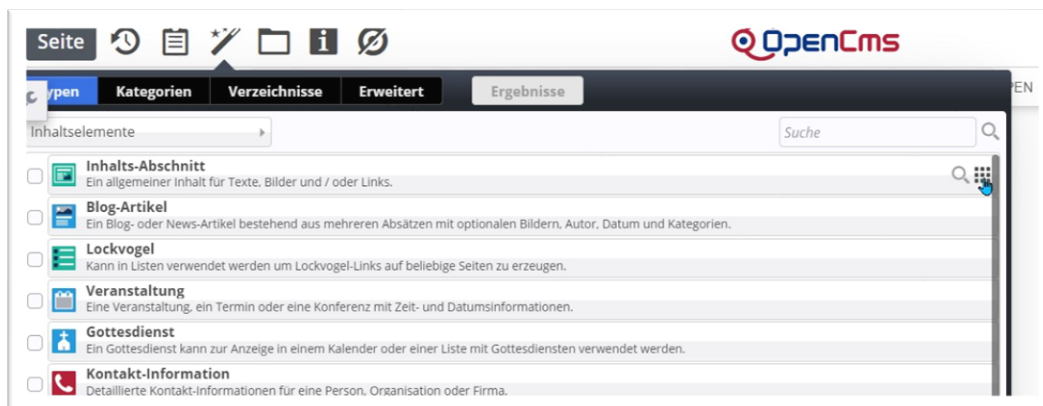 Seite
OpenCms
ypen Kategorien Verzeichnisse Erweitert Ergebnisse
PEN
Inhaltselemente Suche
Inhalts-Abschnitt
Ein allgemeiner Inhalt für Texte, Bilder und / oder Links.
Blog-Artikel
Ein Blog- oder News-Artikel bestehend aus mehreren Absätzen mit optionalen Bildern, Autor, Datum und Kategorien.
Lockvogel
Kann in Listen verwendet werden um Lockvogel-Links auf beliebige Seiten zu erzeugen.
Veranstaltung
Eine Veranstaltung, ein Termin oder eine Konferenz mit Zeit- und Datumsinformationen.
Gottesdienst
Ein Gottesdienst kann zur Anzeige in einem Kalender oder einer Liste mit Gottesdiensten verwendet werden.
Kontakt-Information
Detaillierte Kontakt-Informationen für eine Person, Organisation oder Firma.